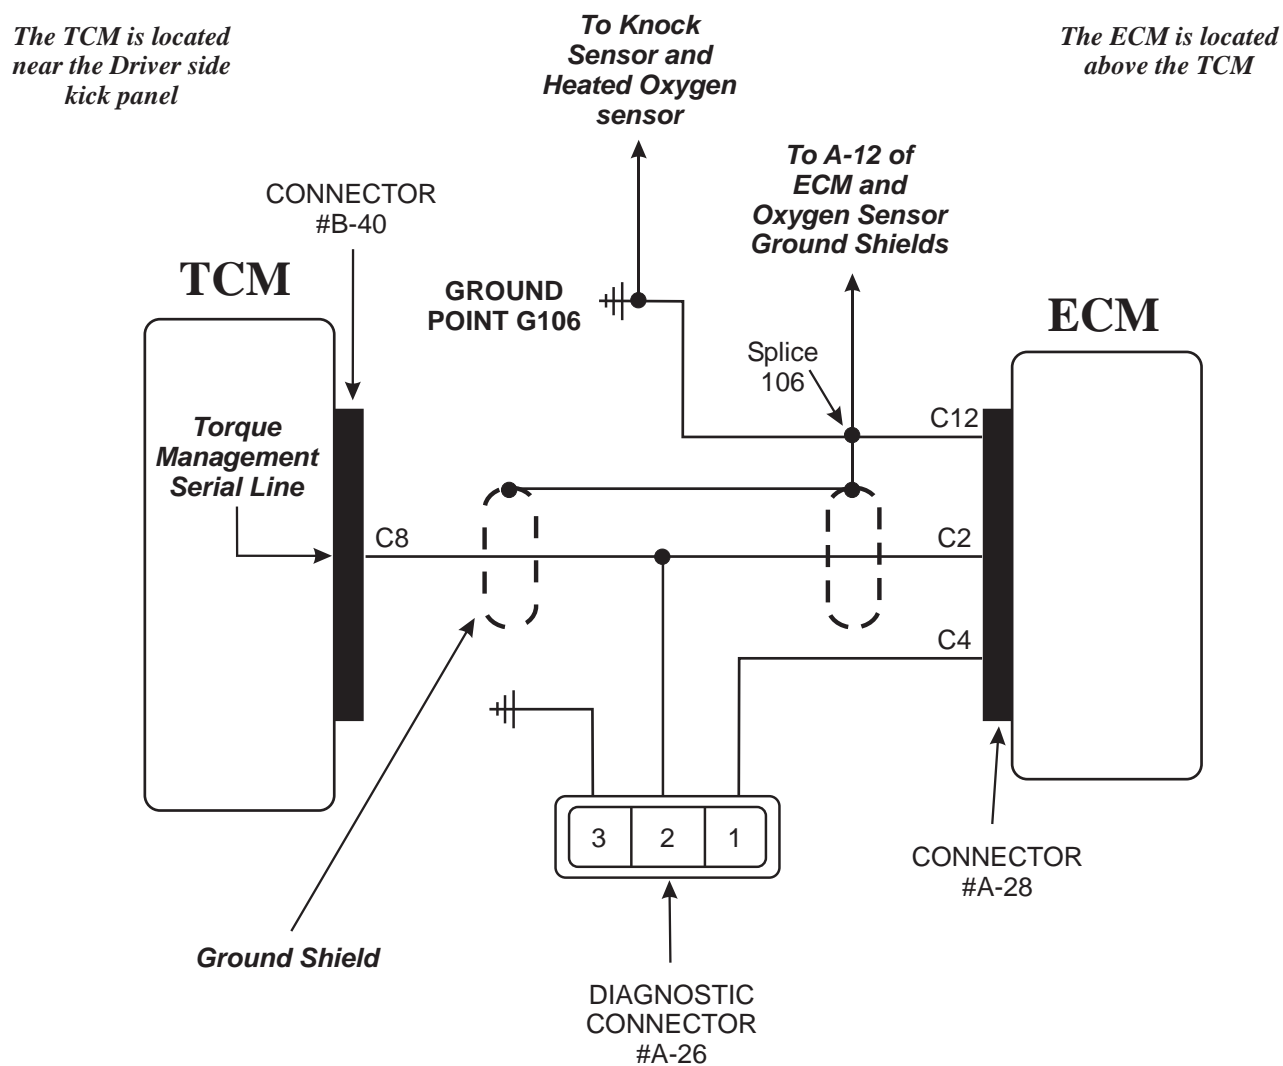 The TCM is located
near the Driver side
kick panel
To Knock
Sensor and
Heated Oxygen
sensor
The ECM is located
above the TCM
To A-12 of
ECM and
Oxygen Sensor
Ground Shields
CONNECTOR
#B-40
TCM
GROUND
POINT G106
ECM
Splice
106
C12
Torque
Management
Serial Line
C8
C2
C4
3
2
1
CONNECTOR
#A-28
Ground Shield
DIAGNOSTIC
CONNECTOR
#A-26